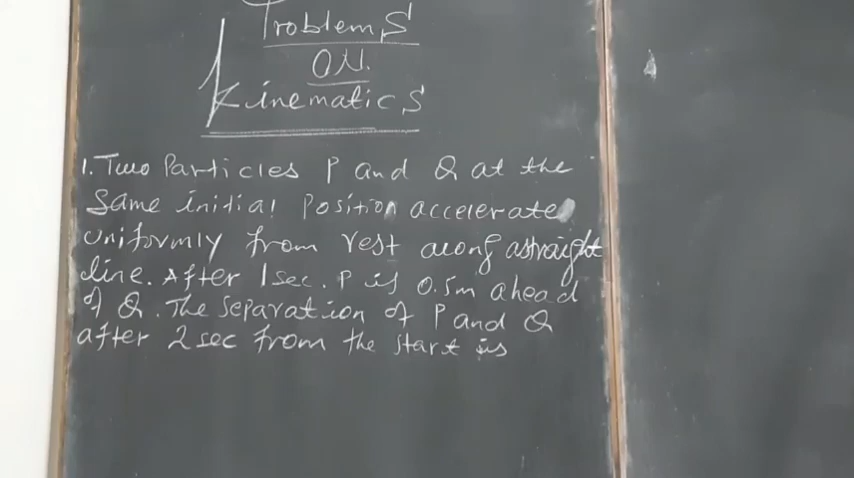 Problems
ON.
Kinematics
1. Two Particles P and Q at the
same initial position accelerate
uniformly from rest along a straight
line. After 1sec. P is 0.5m ahead
of Q. The separation of P and Q
after 2 sec from the start is